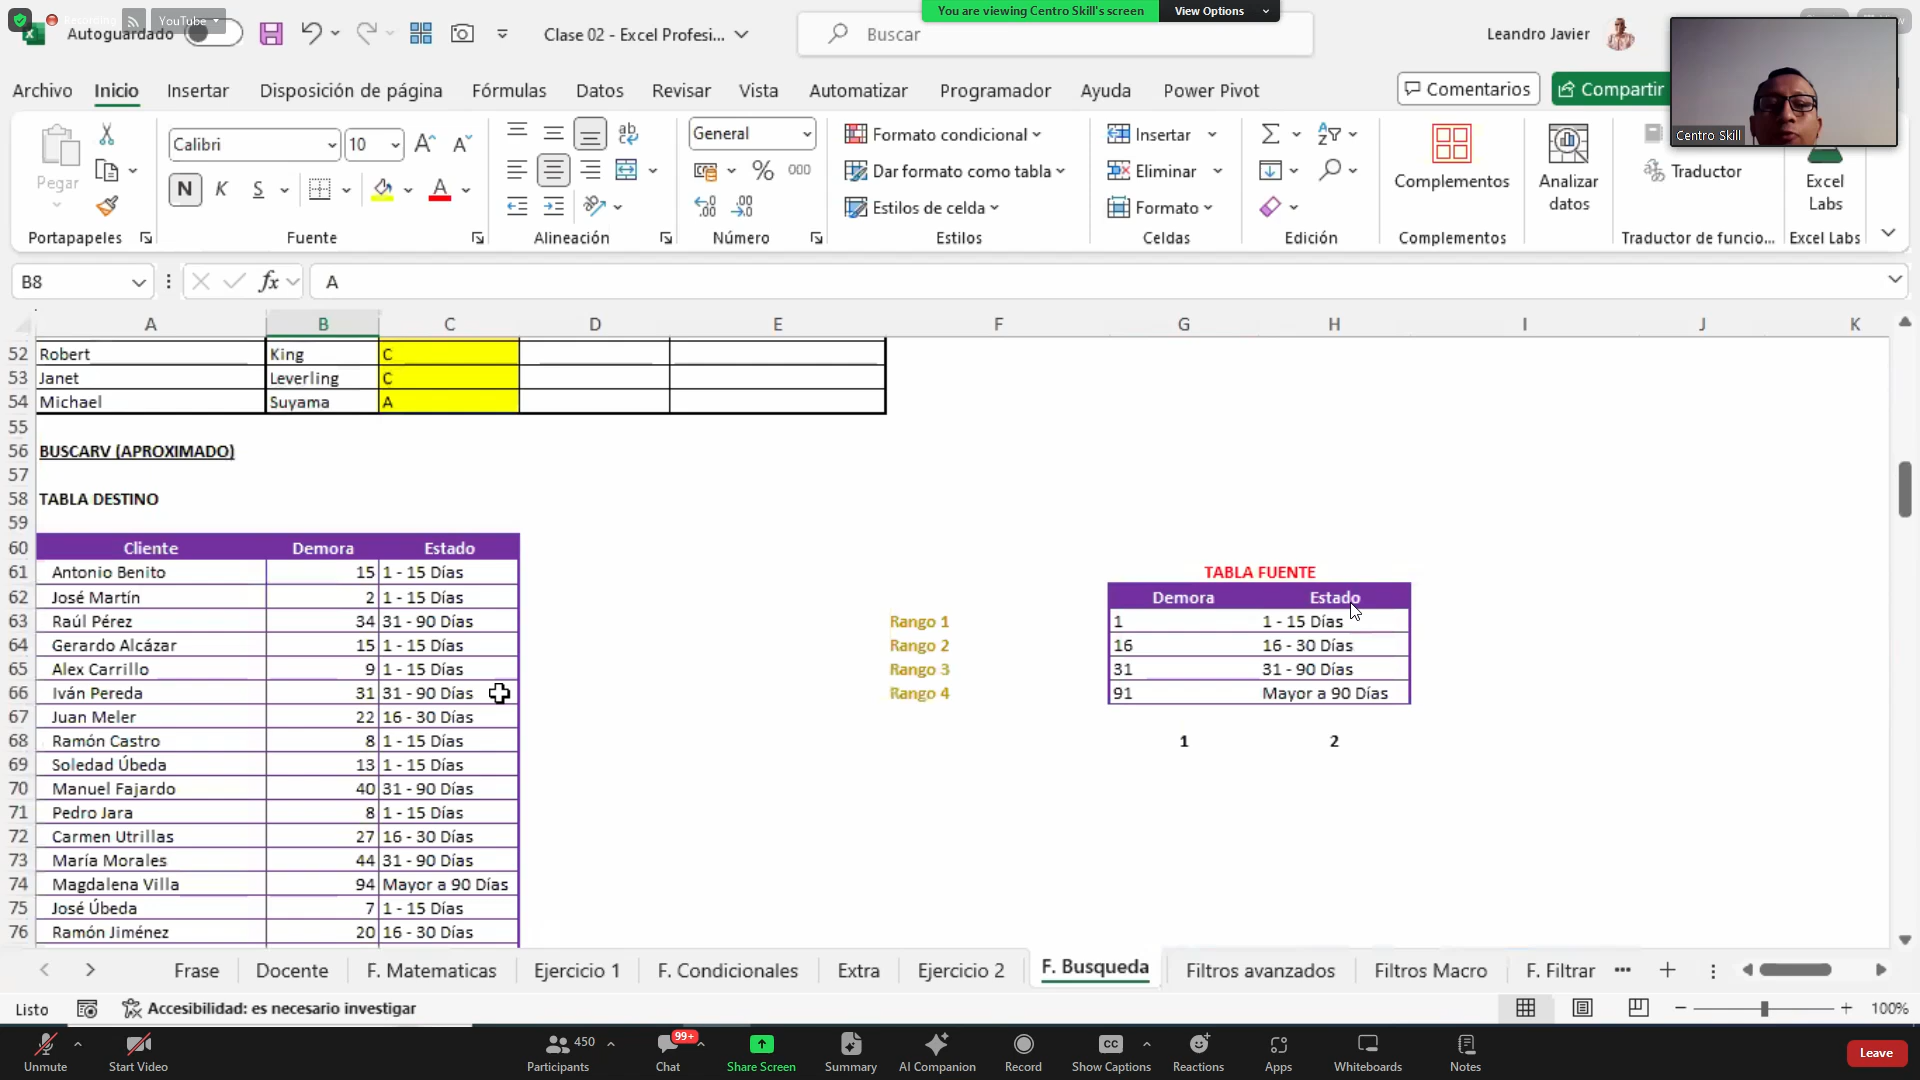 Recording
YouTube
You are viewing Centro Skill's screen
View Options
Autoguardado
Clase 02 - Excel Profesi...
Buscar
Leandro Javier
Centro Skill
Archivo
Inicio
Insertar
Disposición de página
Fórmulas
Datos
Revisar
Vista
Automatizar
Programador
Ayuda
Power Pivot
Comentarios
Compartir
Pegar
Calibri
10
N K S
General
% 000
Formato condicional
Dar formato como tabla
Estilos de celda
Insertar
Eliminar
Formato
Complementos
Analizar datos
Traductor
Excel Labs
Portapapeles
Fuente
Alineación
Número
Estilos
Celdas
Edición
Complementos
Traductor de funcio...
Excel Labs
B8
fx
A
A B C D E F G H I J K
52 Robert King C
53 Janet Leverling C
54 Michael Suyama A
55
56 BUSCARV (APROXIMADO)
57
58 TABLA DESTINO
59
60 Cliente Demora Estado
61 Antonio Benito 15 1 - 15 Días TABLA FUENTE
62 José Martín 2 1 - 15 Días Demora Estado
63 Raúl Pérez 34 31 - 90 Días Rango 1 1 1 - 15 Días
64 Gerardo Alcázar 15 1 - 15 Días Rango 2 16 16 - 30 Días
65 Alex Carrillo 9 1 - 15 Días Rango 3 31 31 - 90 Días
66 Iván Pereda 31 31 - 90 Días Rango 4 91 Mayor a 90 Días
67 Juan Meler 22 16 - 30 Días
68 Ramón Castro 8 1 - 15 Días 1 2
69 Soledad Úbeda 13 1 - 15 Días
70 Manuel Fajardo 40 31 - 90 Días
71 Pedro Jara 8 1 - 15 Días
72 Carmen Utrillas 27 16 - 30 Días
73 María Morales 44 31 - 90 Días
74 Magdalena Villa 94 Mayor a 90 Días
75 José Úbeda 7 1 - 15 Días
76 Ramón Jiménez 20 16 - 30 Días
Frase
Docente
F. Matematicas
Ejercicio 1
F. Condicionales
Extra
Ejercicio 2
F. Busqueda
Filtros avanzados
Filtros Macro
F. Filtrar
Listo
Accesibilidad: es necesario investigar
100%
Unmute
Start Video
Participants
450
Chat
99+
Share Screen
Summary
AI Companion
Record
CC
Show Captions
Reactions
Apps
Whiteboards
Notes
Leave